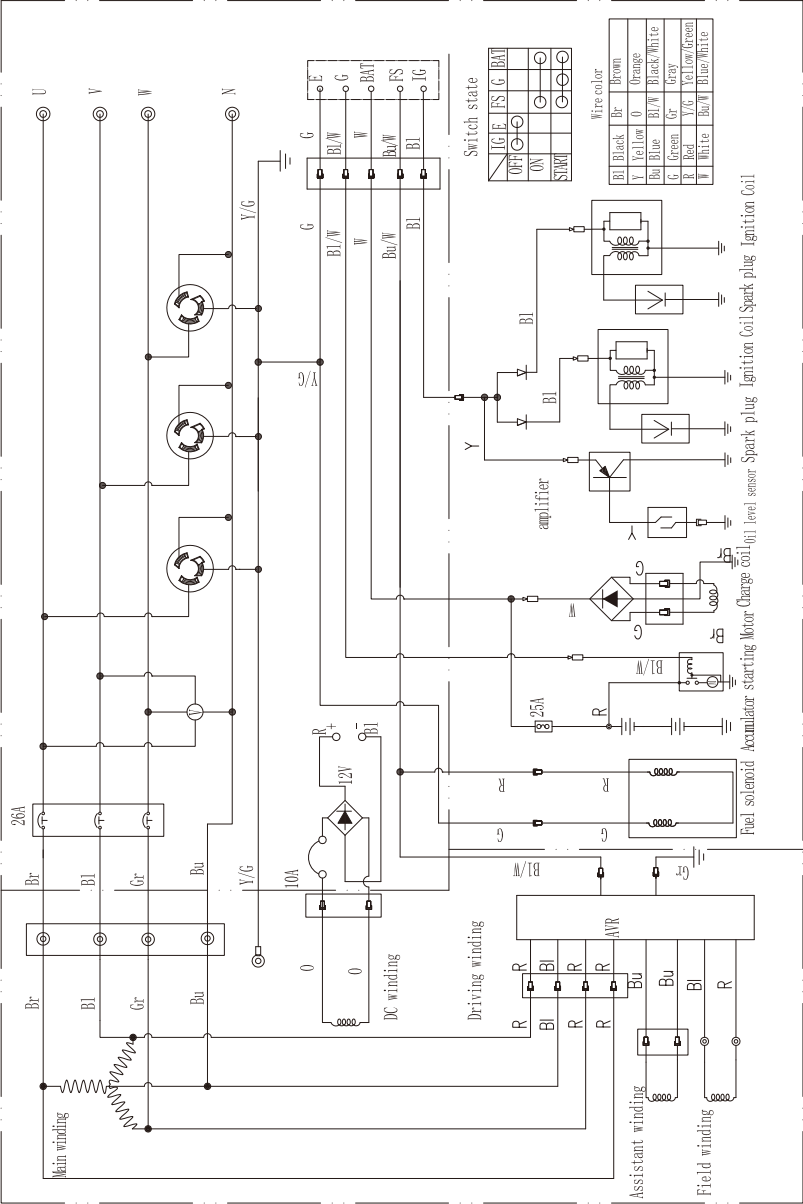 U
V
W
N
26A
Br
Bl
Gr
Bu
Br
Bl
Gr
Bu
Main winding
V
Y/G
Y/G
Y/G
E
G
BAT
FS
IG
G
Bl/W
W
Bu/W
Bl
G
Bl/W
W
Bu/W
Bl
10A
12V
R
+
-
Bl
O
O
DC winding
Driving winding
R
Bl
R
R
R
Bl
R
R
AVR
Bl/W
Gr
Bu
Bu
Bl
R
Assistant winding
Field winding
Switch state
IG E FS G BAT
OFF
ON
START
Wire color
Bl Black Br Brown
Y Yellow O Orange
Bu Blue Bl/W Black/White
G Green Gr Gray
R Red Y/G Yellow/Green
W White Bu/W Blue/White
Bl
Bl
Y
amplifier
Y
W
G
G
Br
Br
Bl/W
25A
R
R
R
G
G
Fuel solenoid
Accumulator
starting Motor
Charge coil
Oil level sensor
Spark plug
Ignition Coil
Spark plug
Ignition Coil